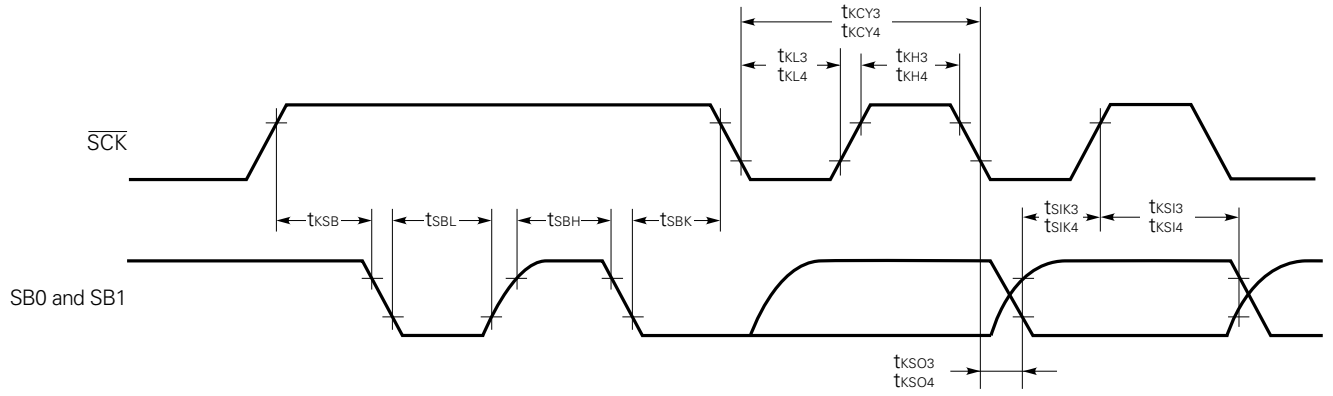 tKCY3
tKCY4
tKL3
tKL4
tKH3
tKH4
SCK
tKSB
tSBL
tSBH
tSBK
tSIK3
tSIK4
tKSI3
tKSI4
SB0 and SB1
tKSO3
tKSO4